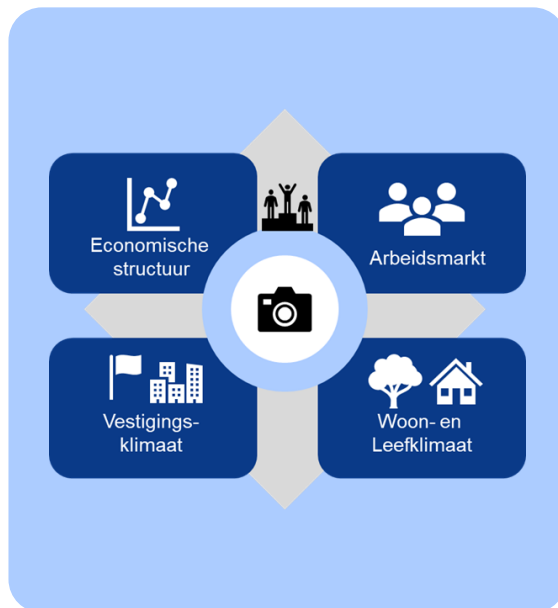 Economische
structuur
Arbeidsmarkt
Vestigings-
klimaat
Woon- en
Leefklimaat